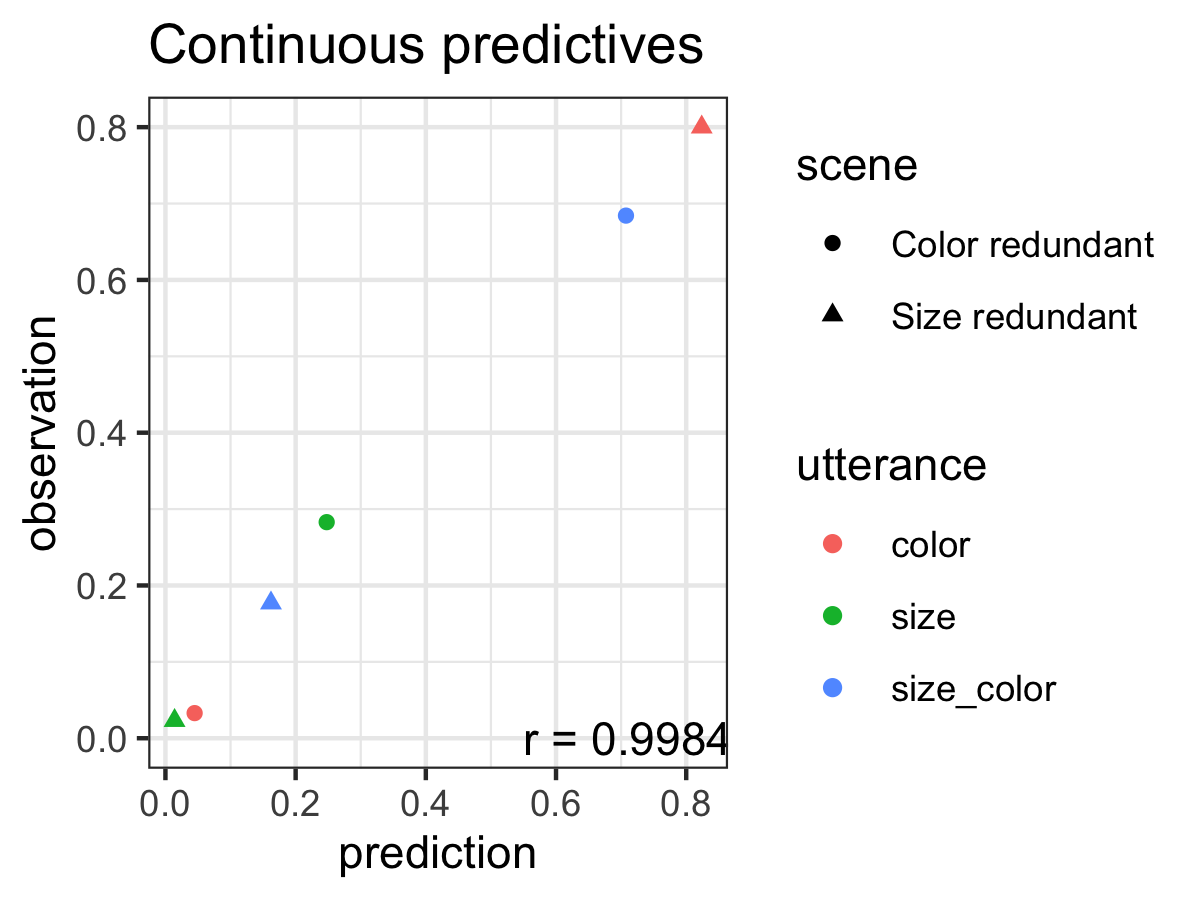 Continuous predictives
observation
0.8
0.6
0.4
0.2
0.0
r = 0.9984
0.0 0.2 0.4 0.6 0.8
prediction
scene
Color redundant
Size redundant
utterance
color
size
size_color